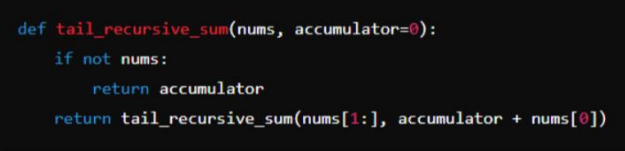 def tail_recursive_sum(nums, accumulator=0):
    if not nums:
        return accumulator
    return tail_recursive_sum(nums[1:], accumulator + nums[0])